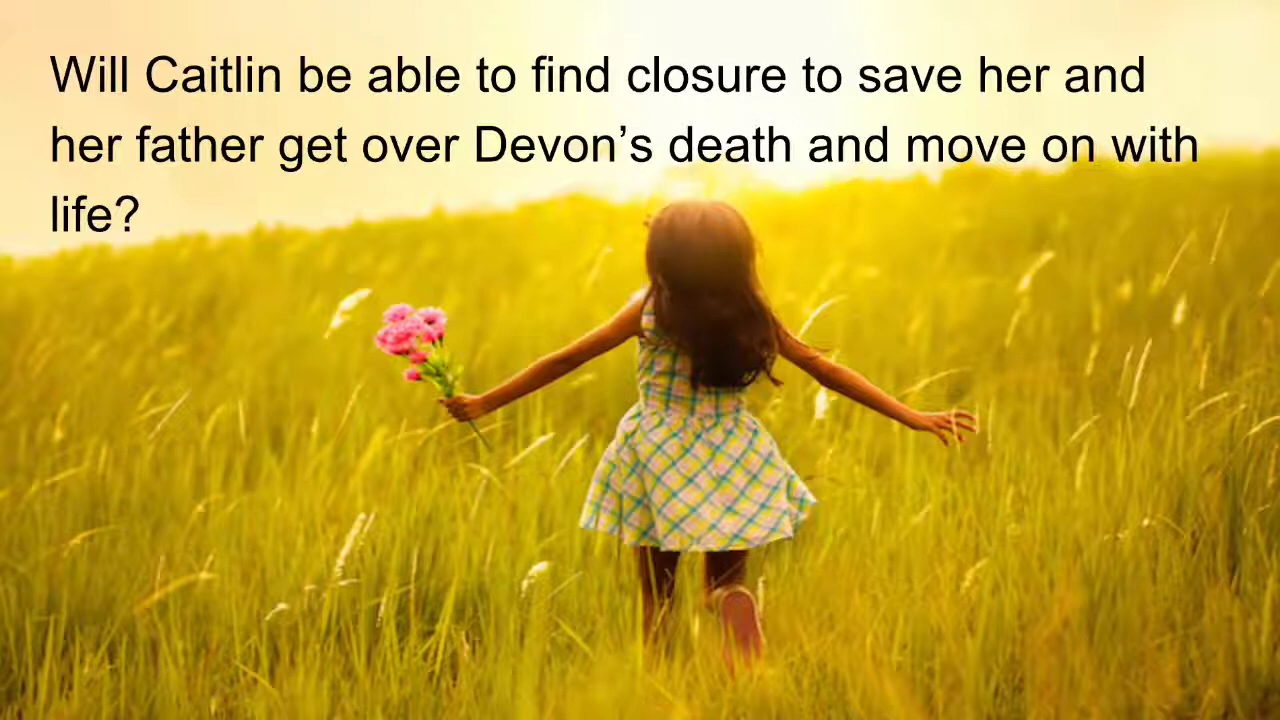 Will Caitlin be able to find closure to save her and
her father get over Devon’s death and move on with
life?